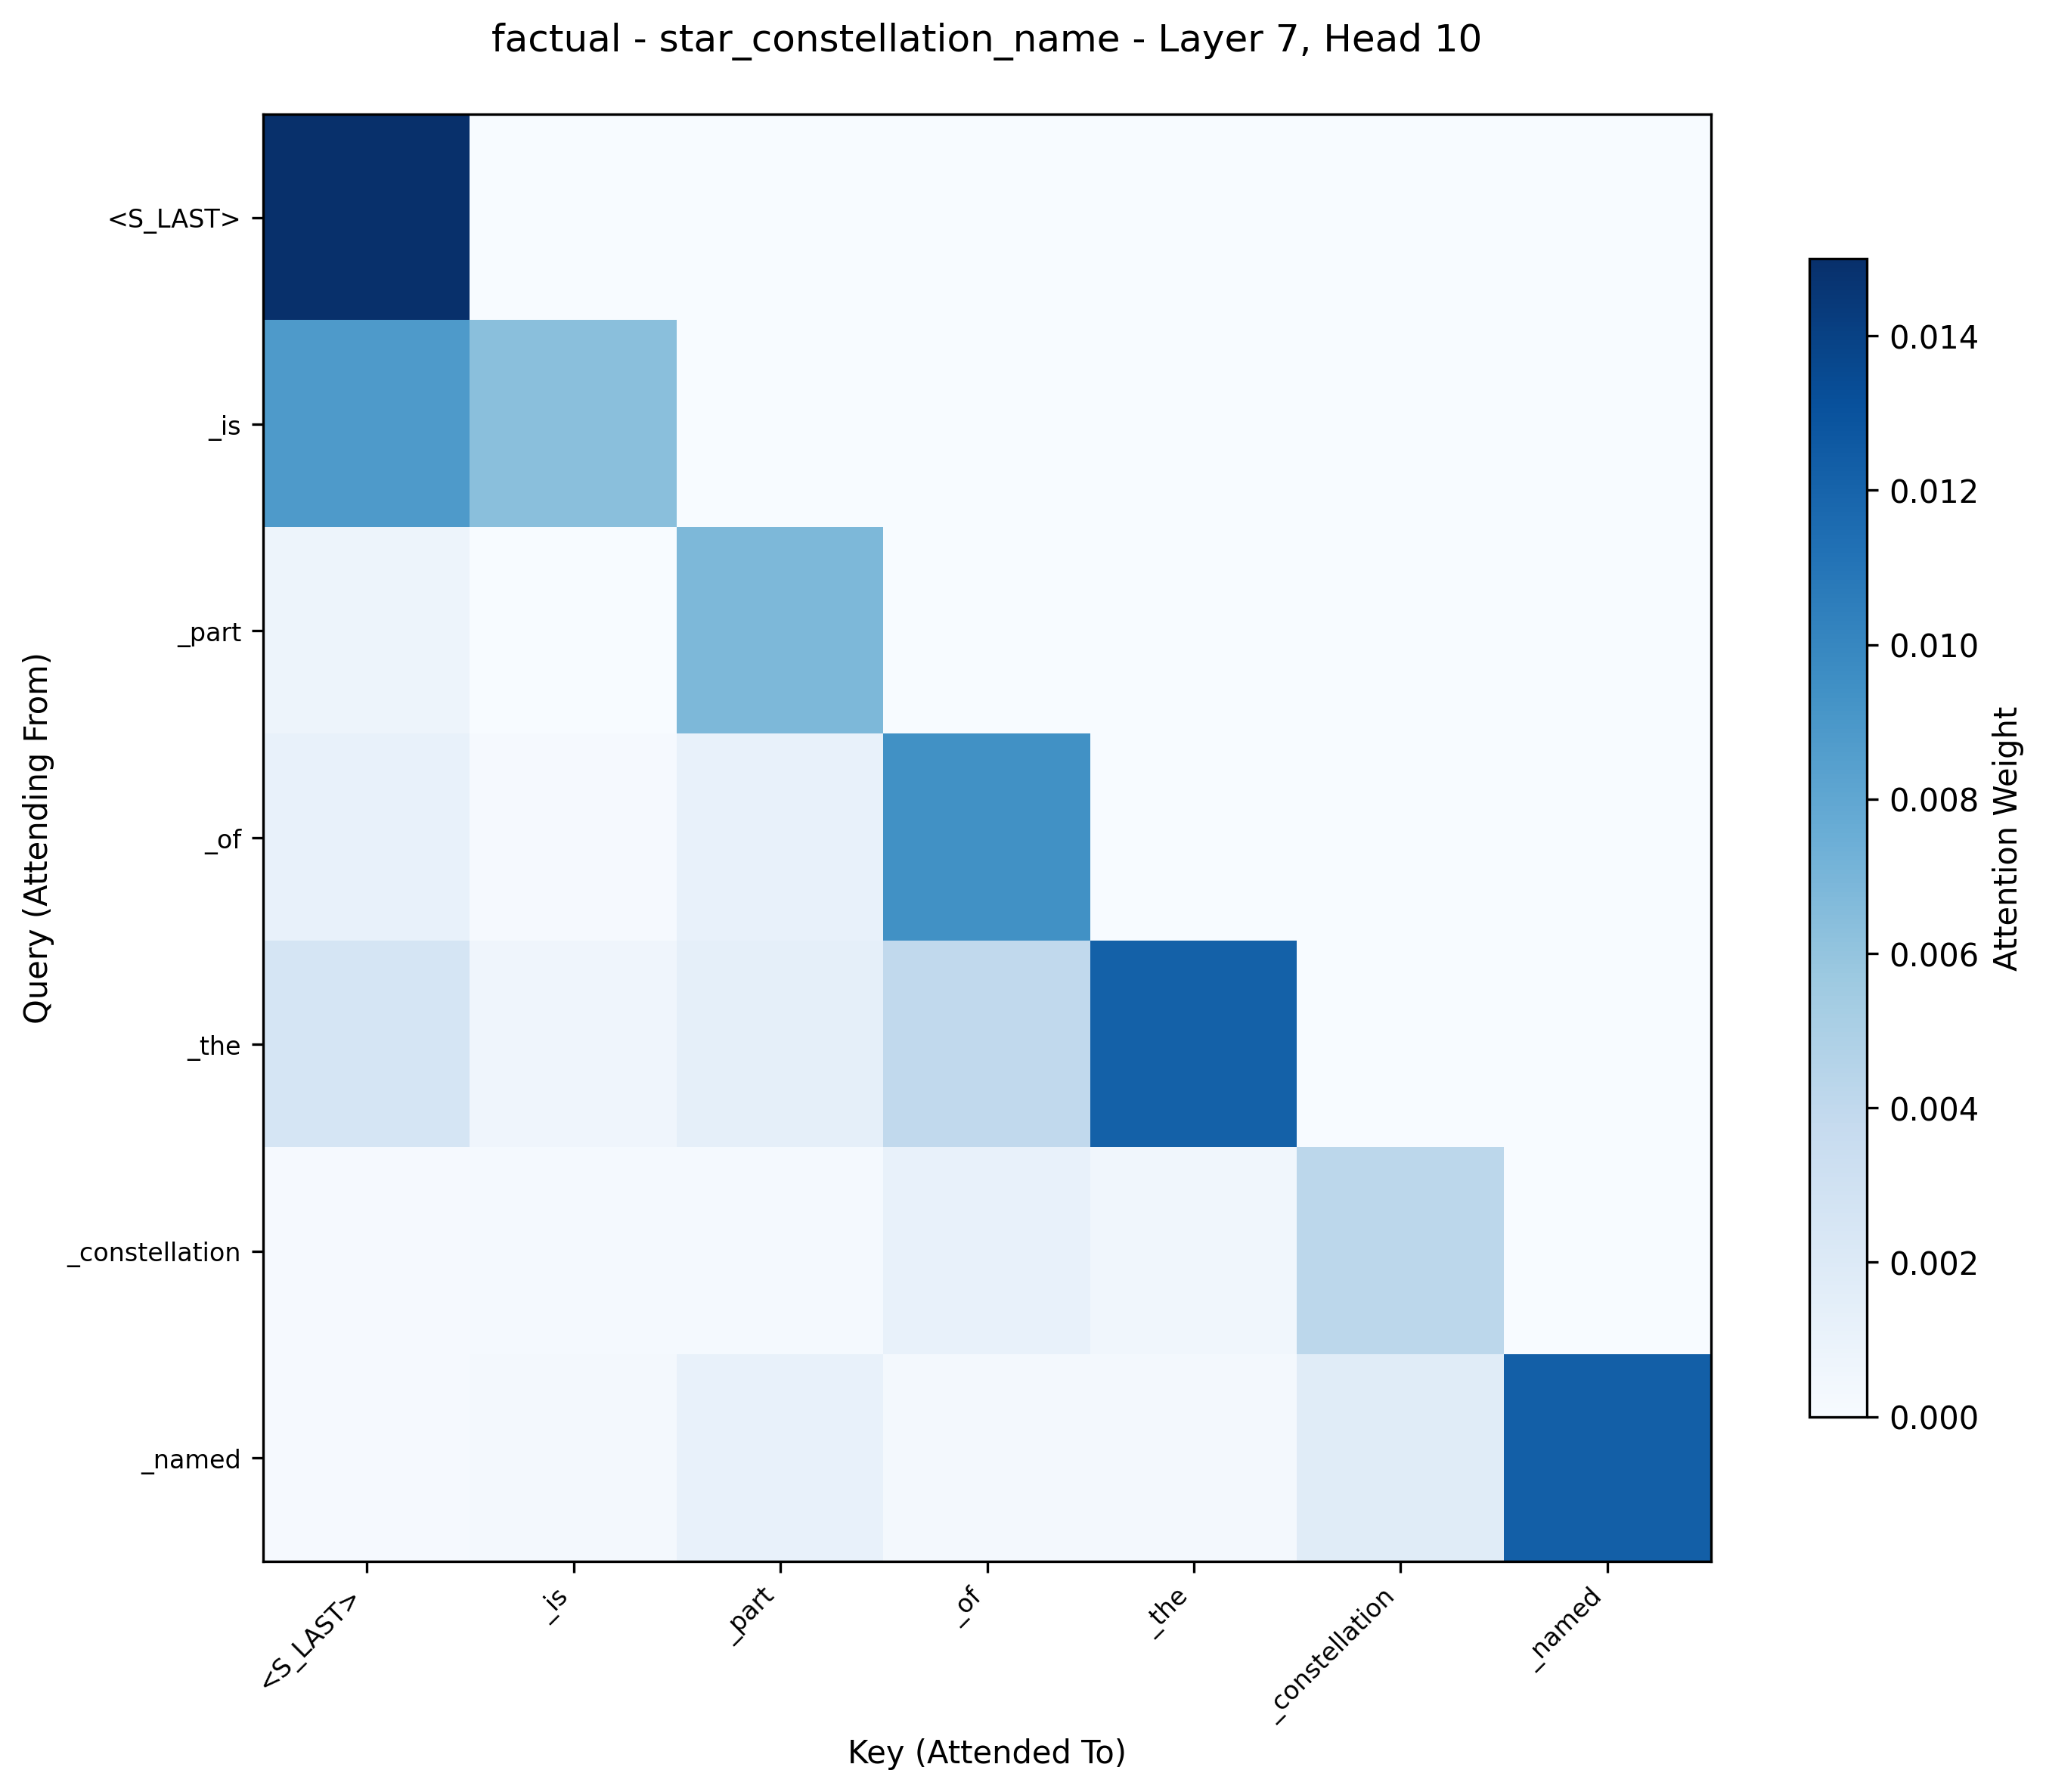 factual - star_constellation_name - Layer 7, Head 10
Query (Attending From)
<S_LAST>
_is
_part
_of
_the
_constellation
_named
<S_LAST>
_is
_part
_of
_the
_constellation
_named
Key (Attended To)
0.014
0.012
0.010
0.008
0.006
0.004
0.002
0.000
Attention Weight